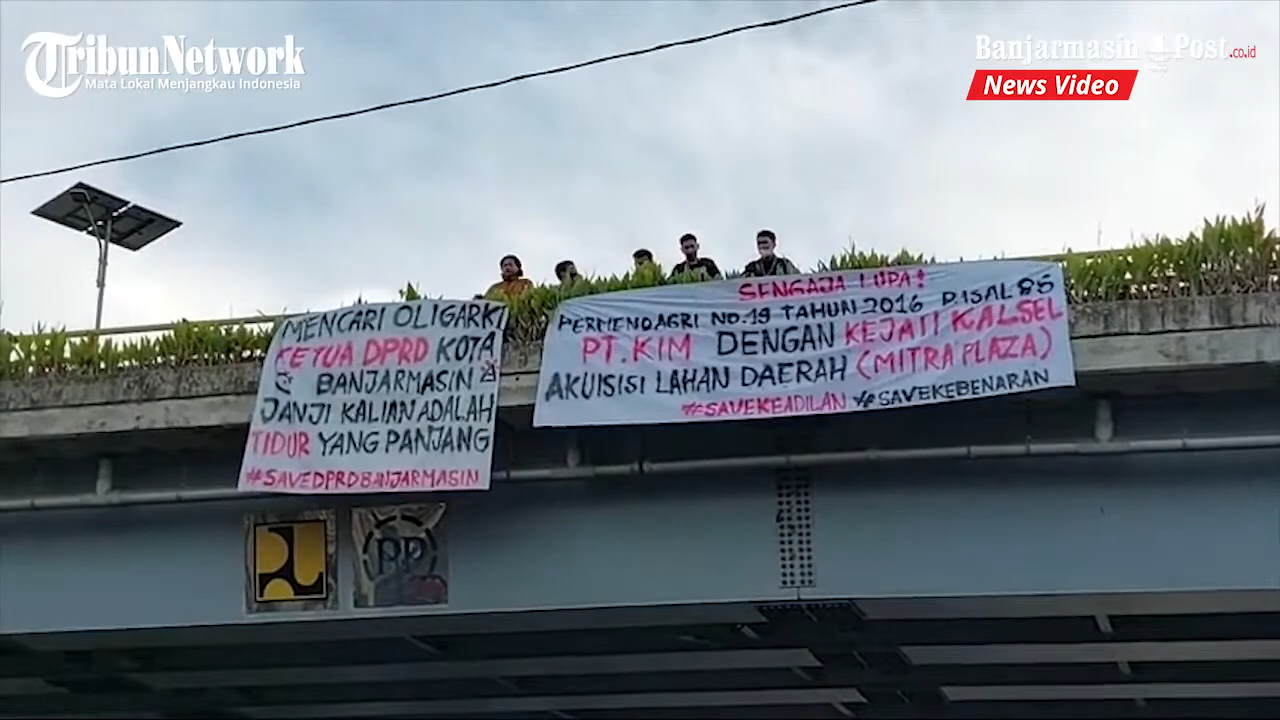 TribunNetwork
Mata Lokal Menjangkau Indonesia
Banjarmasin Post.co.id
News Video
MENCARI OLIGARKI
KETUA DPRD KOTA
BANJARMASIN
JANJI KALIAN ADALAH
TIDUR YANG PANJANG
#SAVEDPRDBANJARMASIN
SENGAJA LUPA!
PERMENDAGRI NO.19 TAHUN 2016 PASAL 85
PT.KIM DENGAN KEJATI KALSEL
AKUISISI LAHAN DAERAH (MITRA PLAZA)
#SAVEKEADILAN #SAVEKEBENARAN
PP